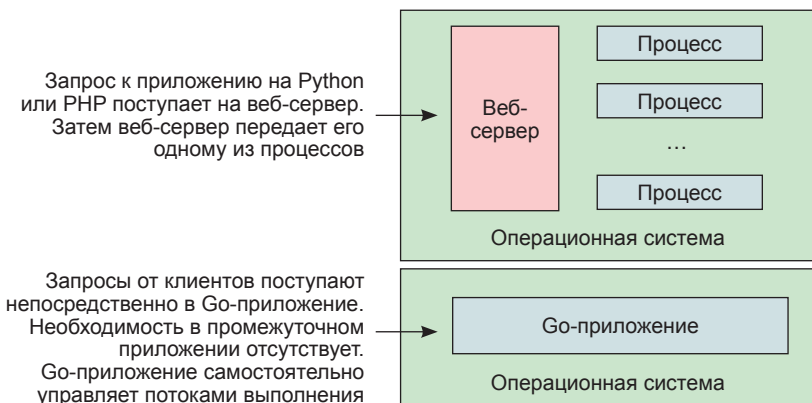 Запрос к приложению на Python
или PHP поступает на веб-сервер.
Затем веб-сервер передает его
одному из процессов
Веб-
сервер
Процесс
Процесс
…
Процесс
Операционная система
Запросы от клиентов поступают
непосредственно в Go-приложение.
Необходимость в промежуточном
приложении отсутствует.
Go-приложение самостоятельно
управляет потоками выполнения
Go-приложение
Операционная система